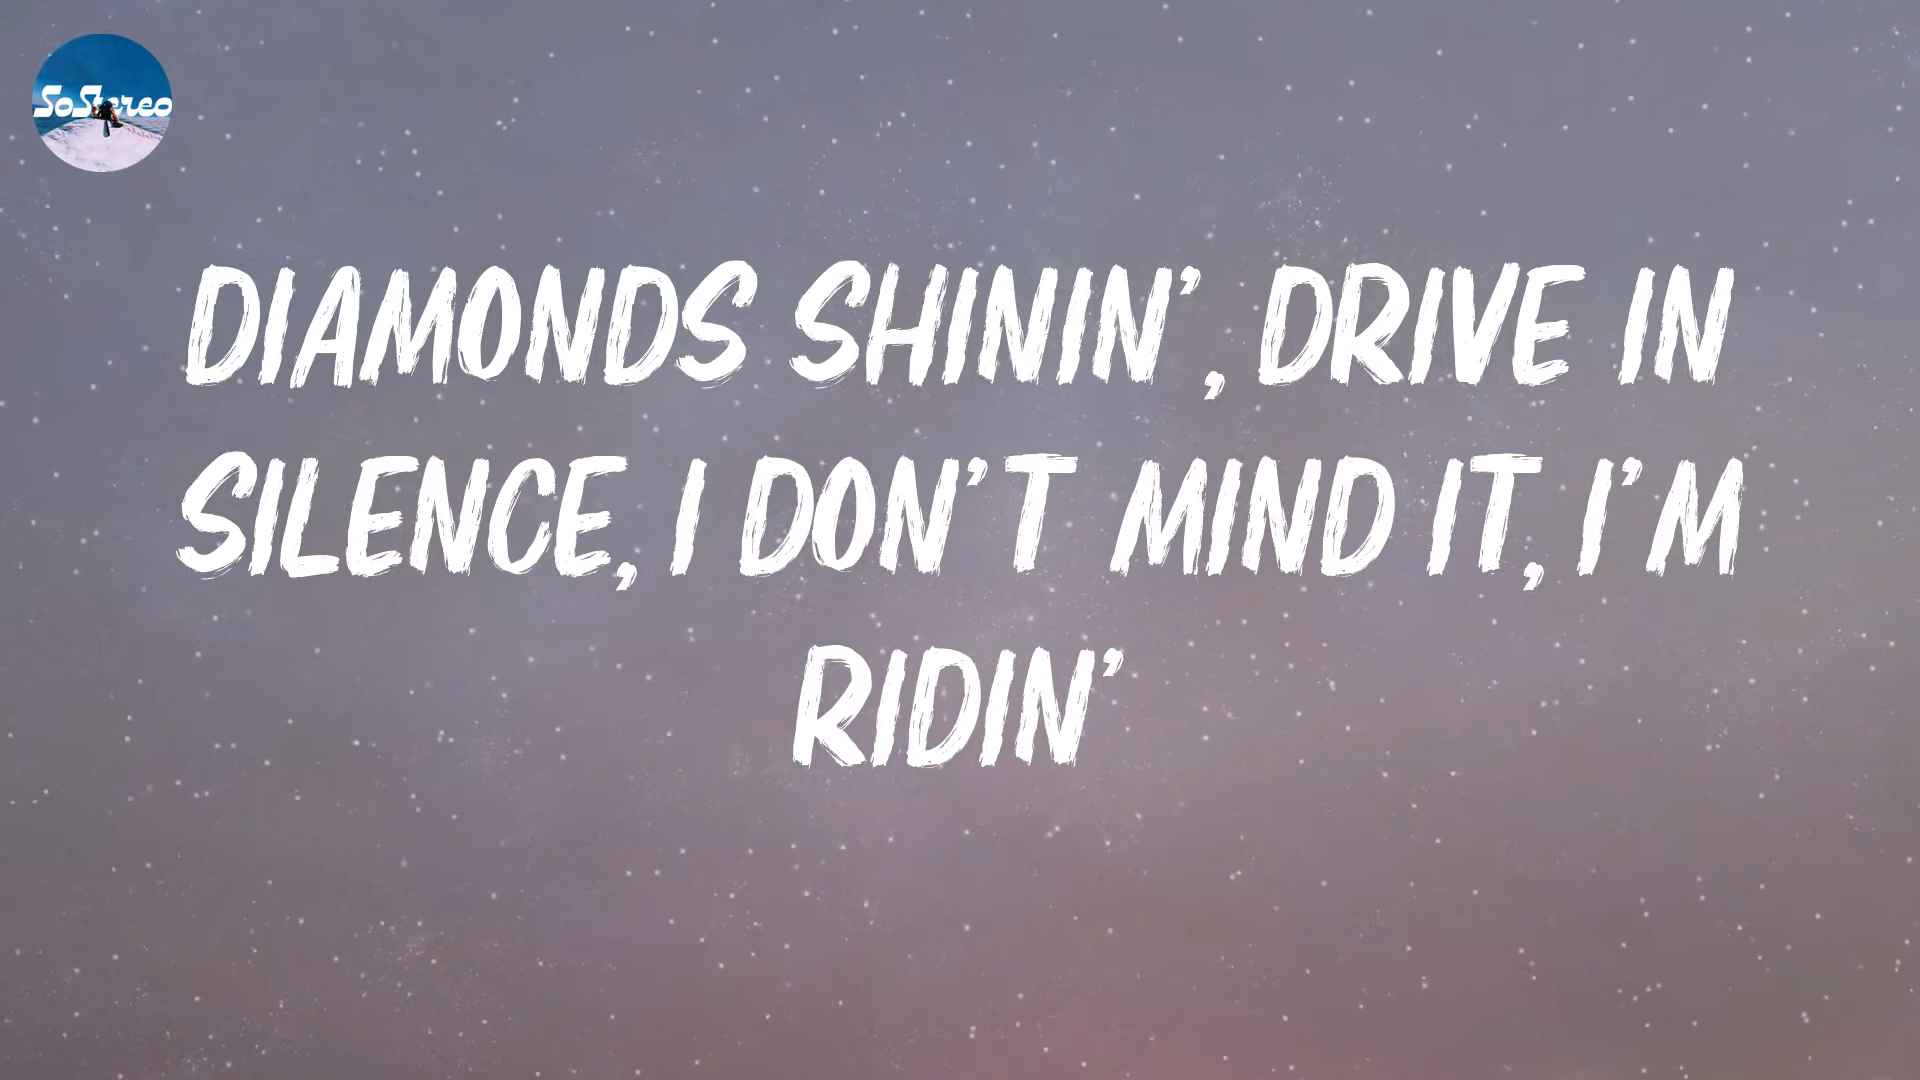 SoStereo
DIAMONDS SHININ', DRIVE IN
SILENCE, I DON'T MIND IT, I'M
RIDIN'